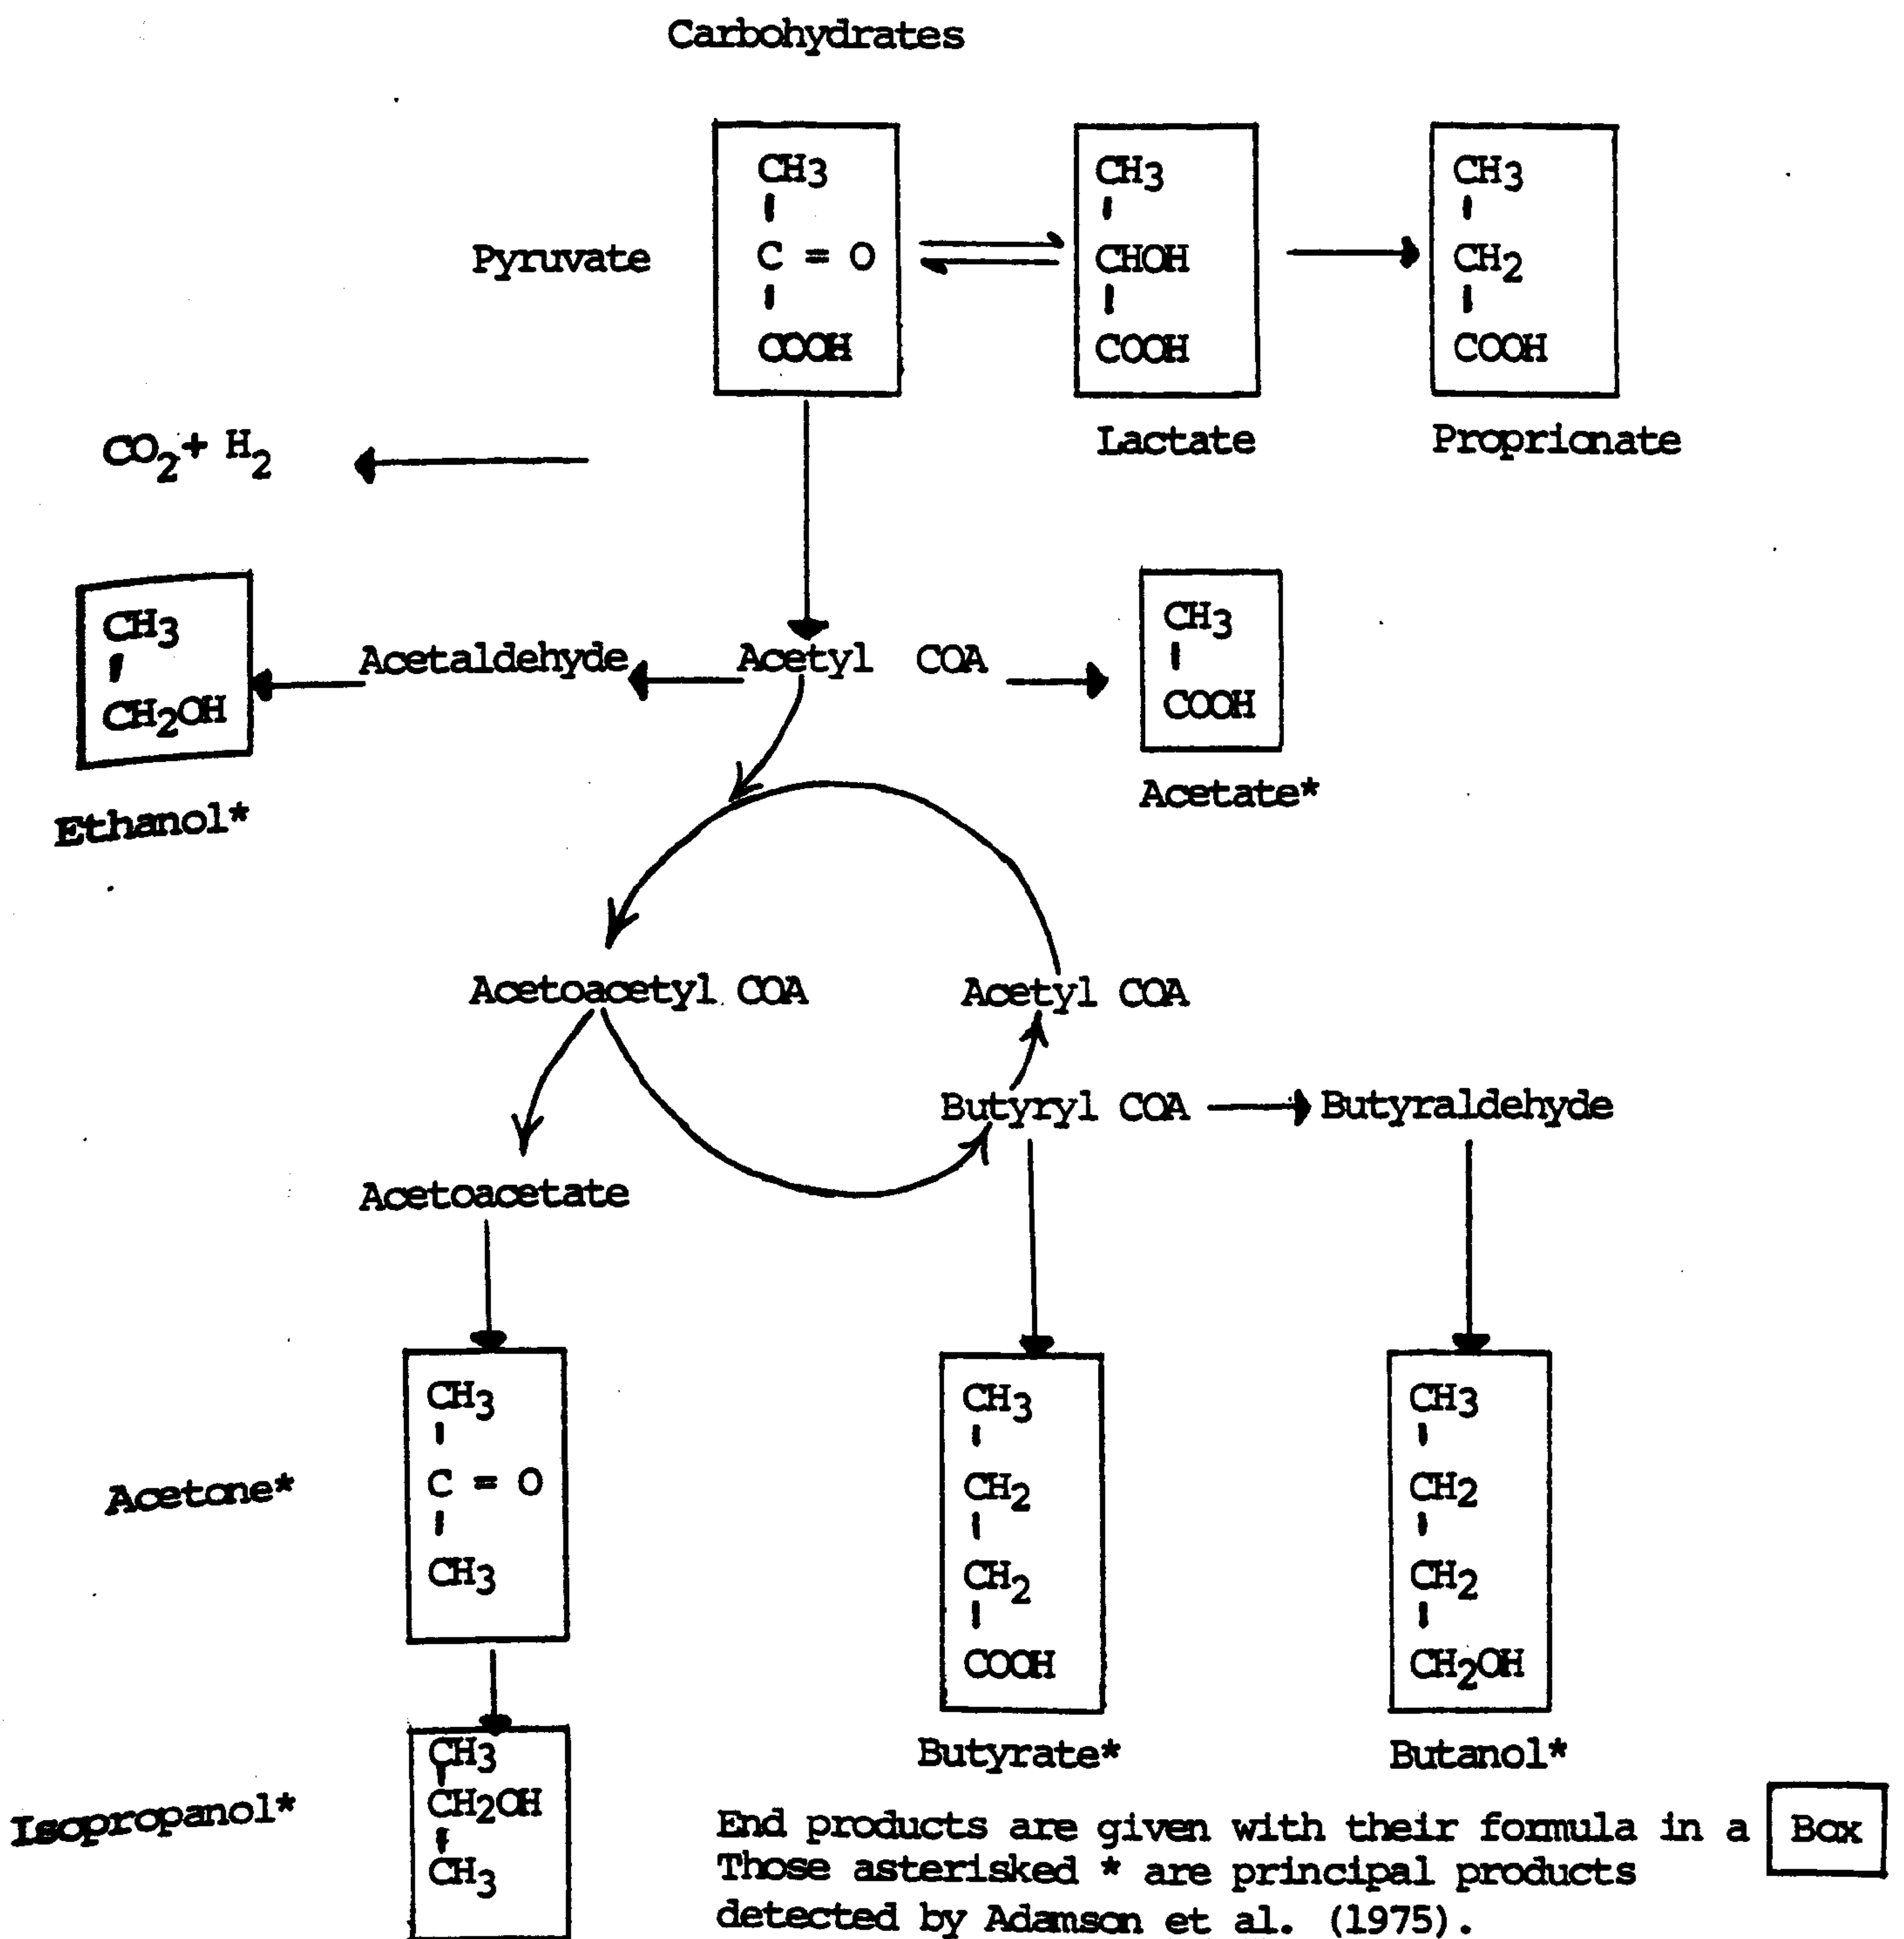 Carbohydrates
Pyruvate
CH3
C = O
COOH
CH3
CHOH
COOH
Lactate
CH3
CH2
COOH
Proprionate
CO2 + H2
CH3
CH2OH
Ethanol*
Acetaldehyde
Acetyl COA
CH3
COOH
Acetate*
Acetoacetyl COA
Acetyl COA
Butyryl COA
Butyraldehyde
Acetoacetate
Acetone*
CH3
C = O
CH3
CH3
CH2
CH2
COOH
Butyrate*
CH3
CH2
CH2
CH2OH
Butanol*
Isopropanol*
CH3
CH2OH
CH3
End products are given with their formula in a Box
Those asterisked * are principal products
detected by Adamson et al. (1975).